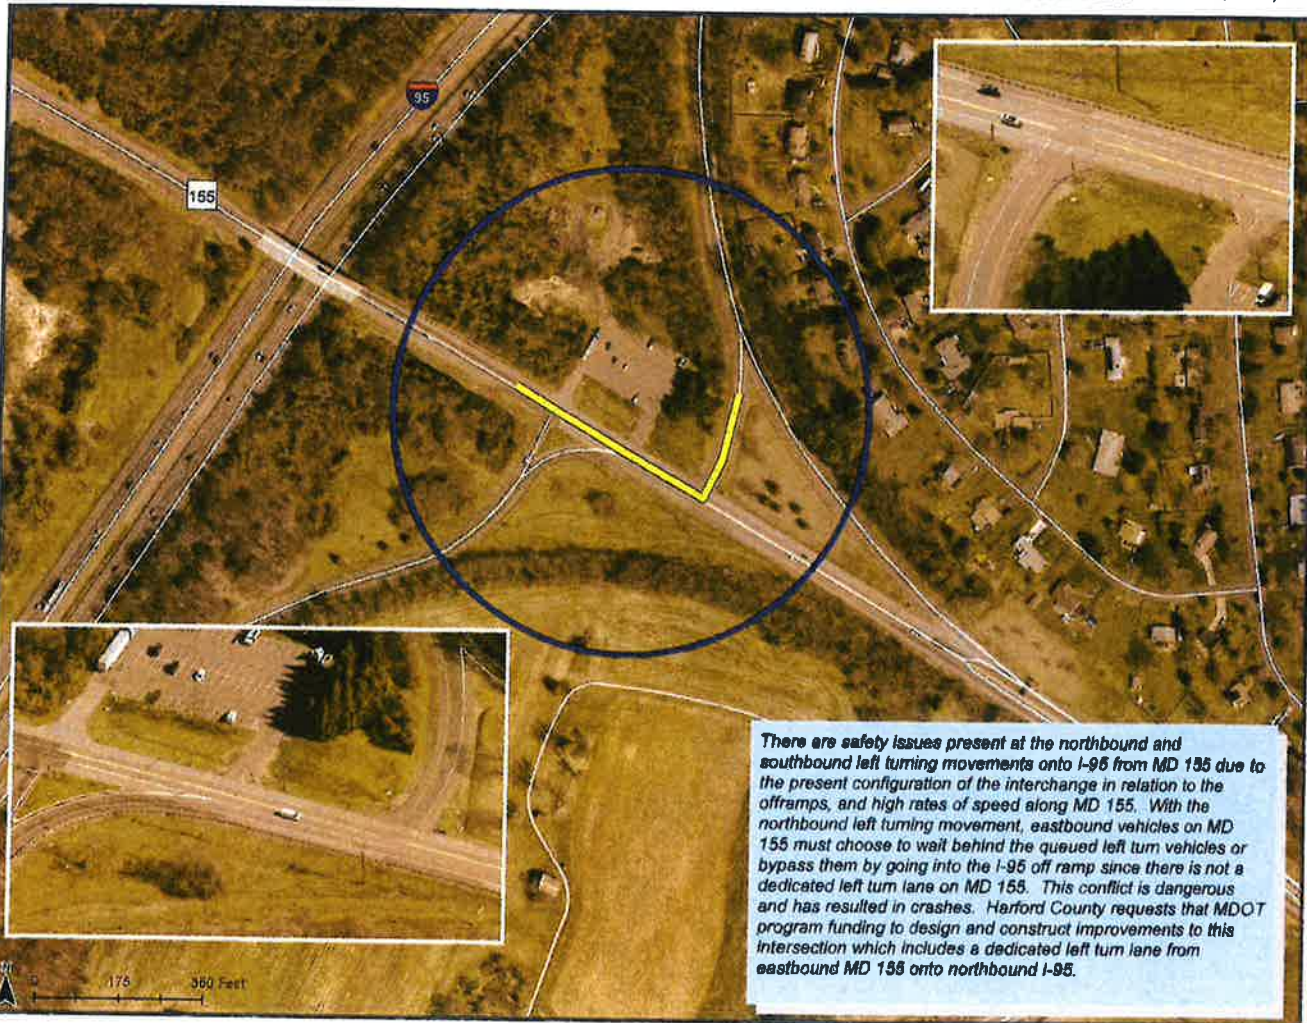 95
155
There are safety issues present at the northbound and
southbound left turning movements onto I-95 from MD 155 due to
the present configuration of the interchange in relation to the
offramps, and high rates of speed along MD 155. With the
northbound left turning movement, eastbound vehicles on MD
155 must choose to wait behind the queued left turn vehicles or
bypass them by going into the I-95 off ramp since there is not a
dedicated left turn lane on MD 155. This conflict is dangerous
and has resulted in crashes. Harford County requests that MDOT
program funding to design and construct improvements to this
intersection which includes a dedicated left turn lane from
eastbound MD 155 onto northbound I-95.
0 175 350 Feet